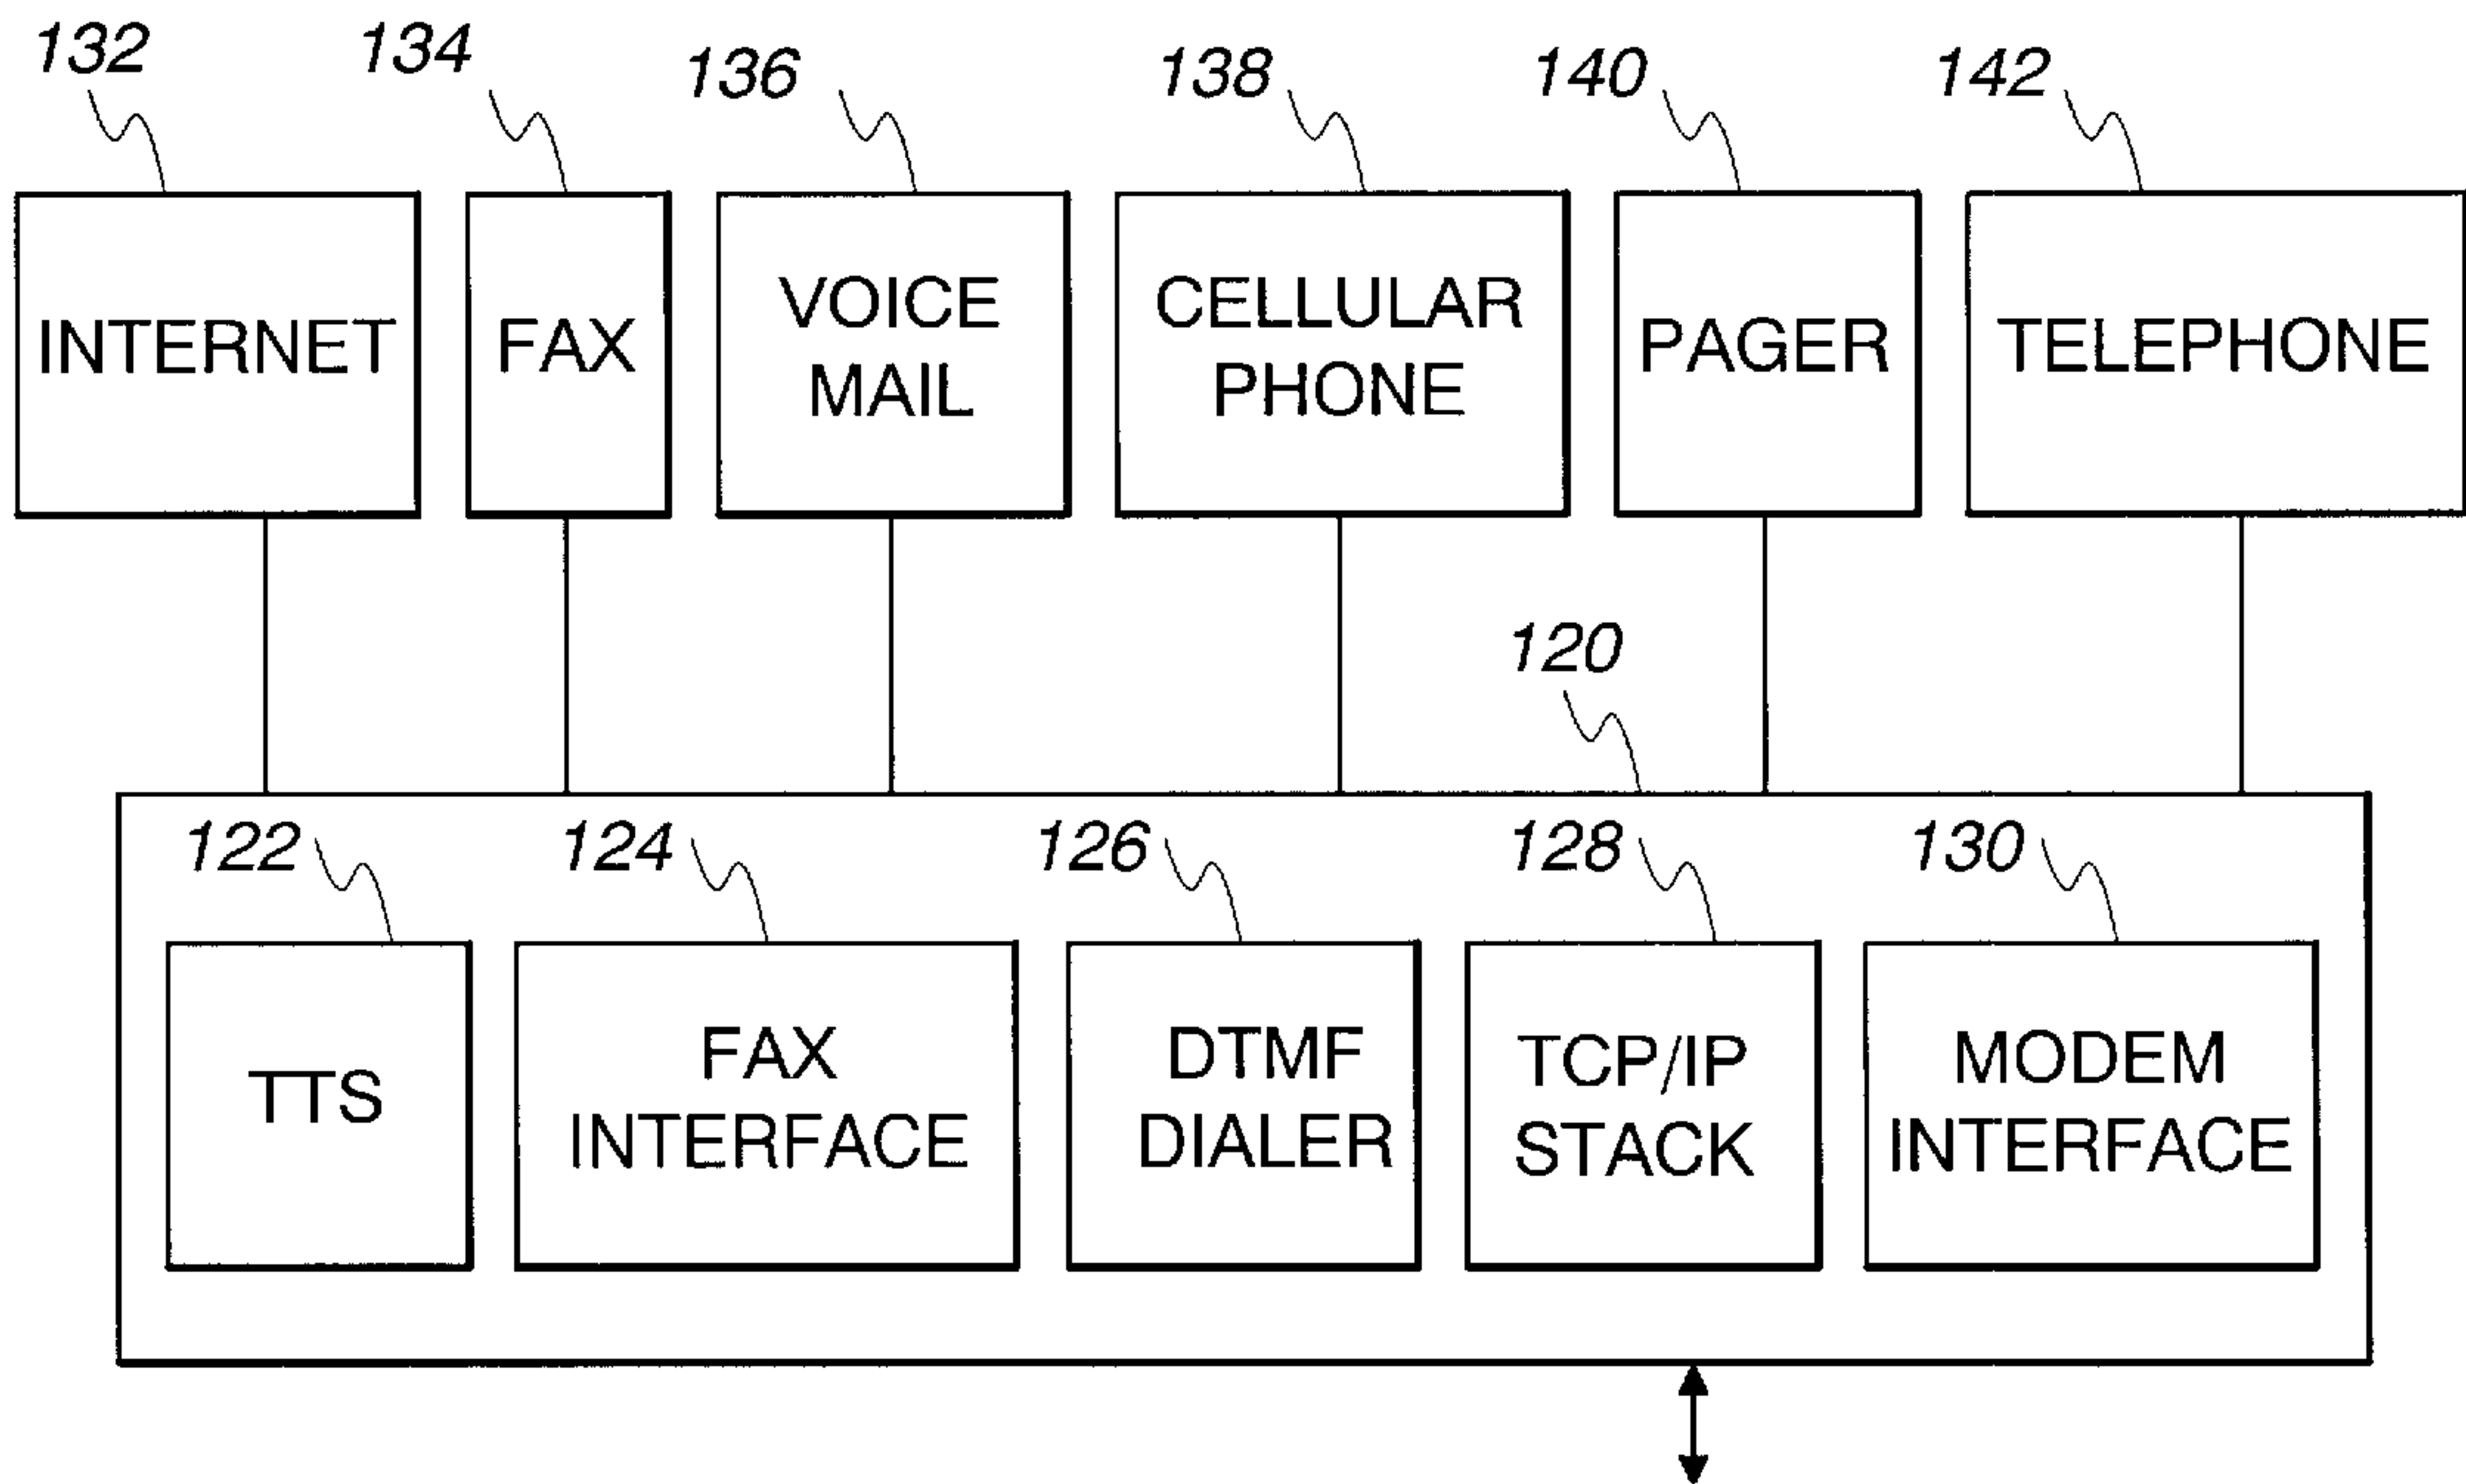 132
134
136
138
140
142
INTERNET
FAX
VOICE
MAIL
CELLULAR
PHONE
PAGER
TELEPHONE
120
122
124
126
128
130
TTS
FAX
INTERFACE
DTMF
DIALER
TCP/IP
STACK
MODEM
INTERFACE